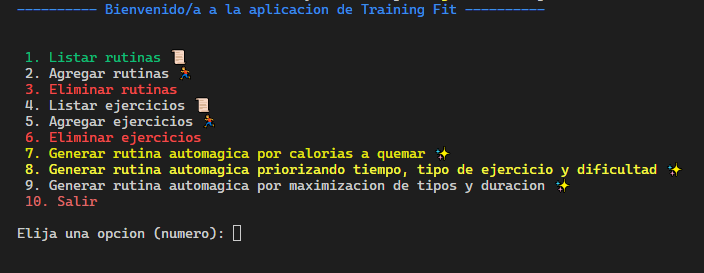 ---------- Bienvenido/a a la aplicacion de Training Fit ----------
1. Listar rutinas 📜
2. Agregar rutinas 🏃
3. Eliminar rutinas
4. Listar ejercicios 📜
5. Agregar ejercicios 🏃
6. Eliminar ejercicios
7. Generar rutina automagica por calorias a quemar ✨
8. Generar rutina automagica priorizando tiempo, tipo de ejercicio y dificultad ✨
9. Generar rutina automagica por maximizacion de tipos y duracion ✨
10. Salir
Elija una opcion (numero):